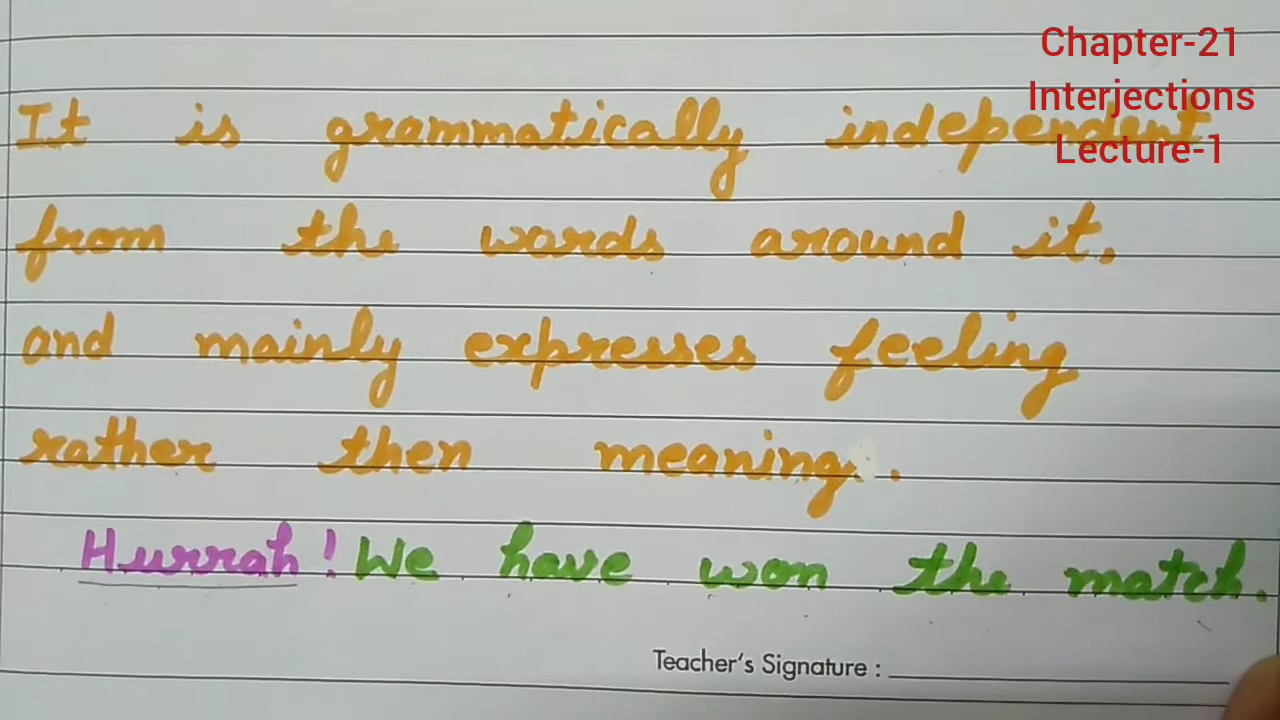 Chapter-21
Interjections
Lecture-1
It is grammatically independent
from the words around it.
and mainly expresses feeling
rather then meaning.
Hurrah! We have won the match.
Teacher's Signature :